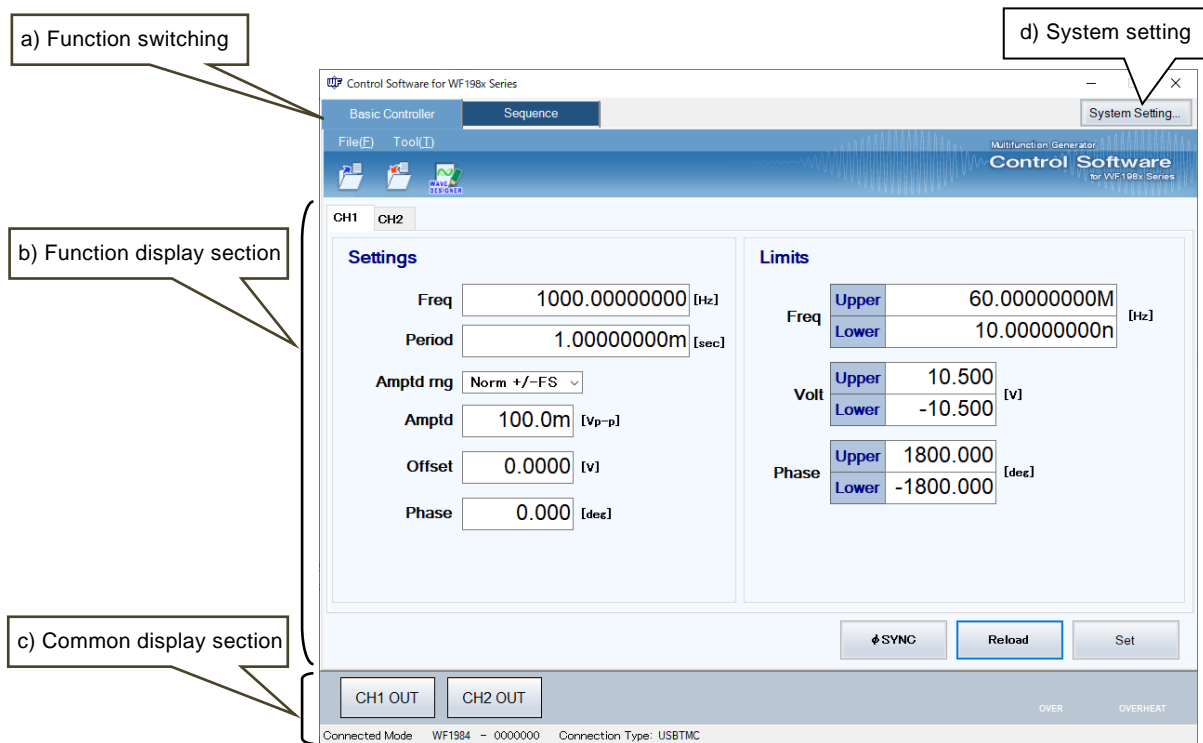 a) Function switching
d) System setting
Control Software for WF198x Series
Basic Controller
Sequence
System Setting...
File(F) Tool(T)
Multifunction Generator
Control Software
for WF198x Series
WAVE
DESIGNER
b) Function display section
CH1 CH2
Settings
Freq 1000.00000000 [Hz]
Period 1.00000000m [sec]
Amptd rng Norm +/-FS
Amptd 100.0m [Vp-p]
Offset 0.0000 [V]
Phase 0.000 [deg]
Limits
Freq Upper 60.00000000M [Hz]
Lower 10.00000000n
Volt Upper 10.500 [V]
Lower -10.500
Phase Upper 1800.000 [deg]
Lower -1800.000
ϕSYNC Reload Set
c) Common display section
CH1 OUT CH2 OUT
OVER OVERHEAT
Connected Mode WF1984 - 0000000 Connection Type: USBTMC